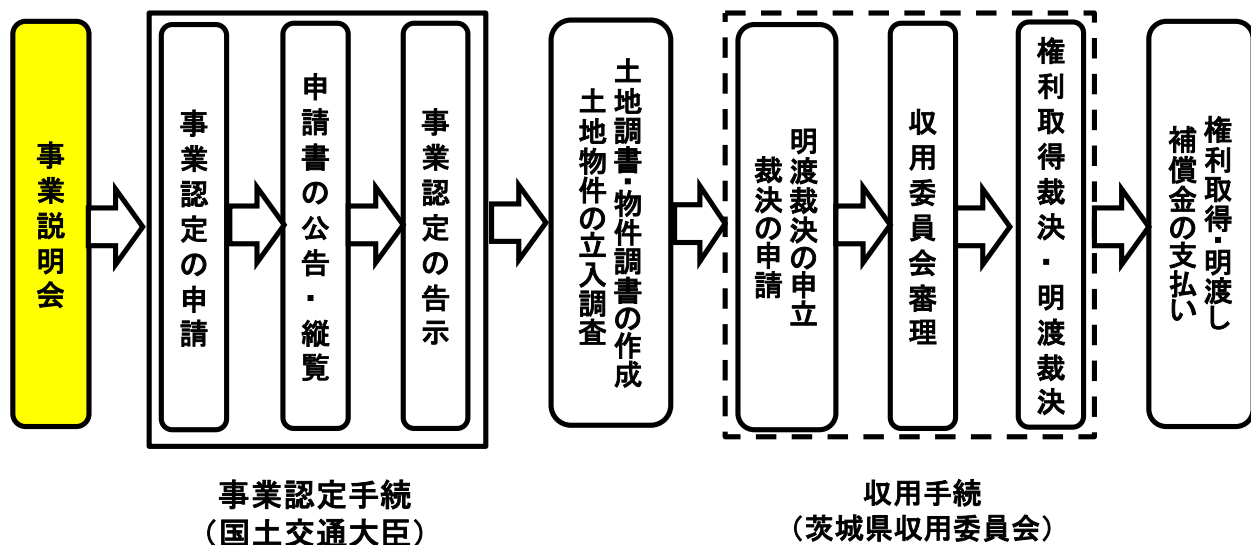 事業説明会
事業認定の申請
申請書の公告・縦覧
事業認定の告示
土地調書・物件調書の作成
土地物件の立入調査
明渡裁決の申立
裁決の申請
収用委員会審理
権利取得裁決・明渡裁決
権利取得・明渡し
補償金の支払い
事業認定手続
（国土交通大臣）
収用手続
（茨城県収用委員会）